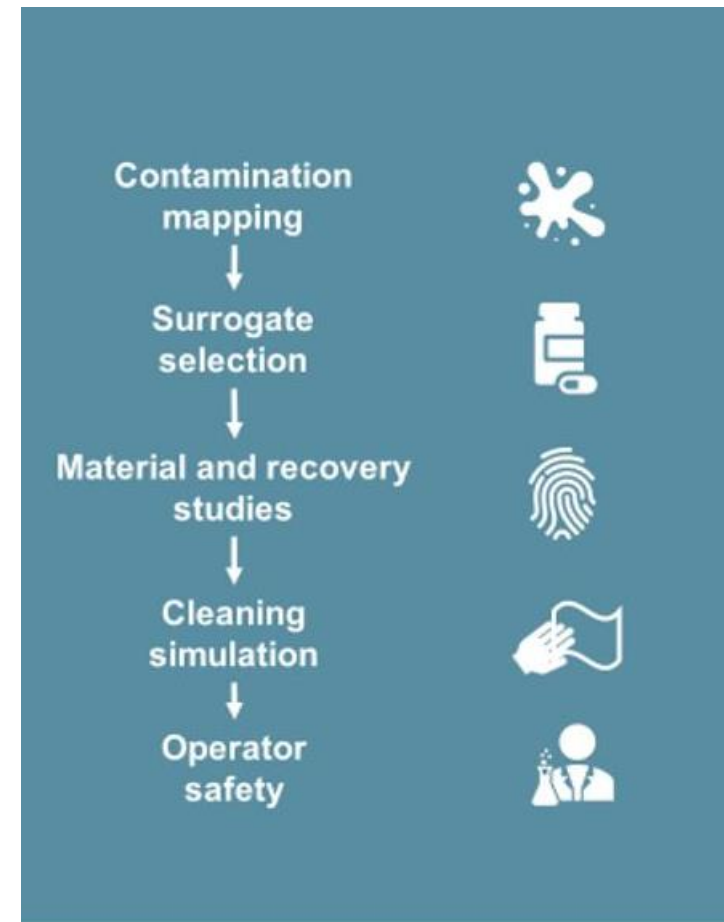 Contamination
mapping
Surrogate
selection
Material and recovery
studies
Cleaning
simulation
Operator
safety